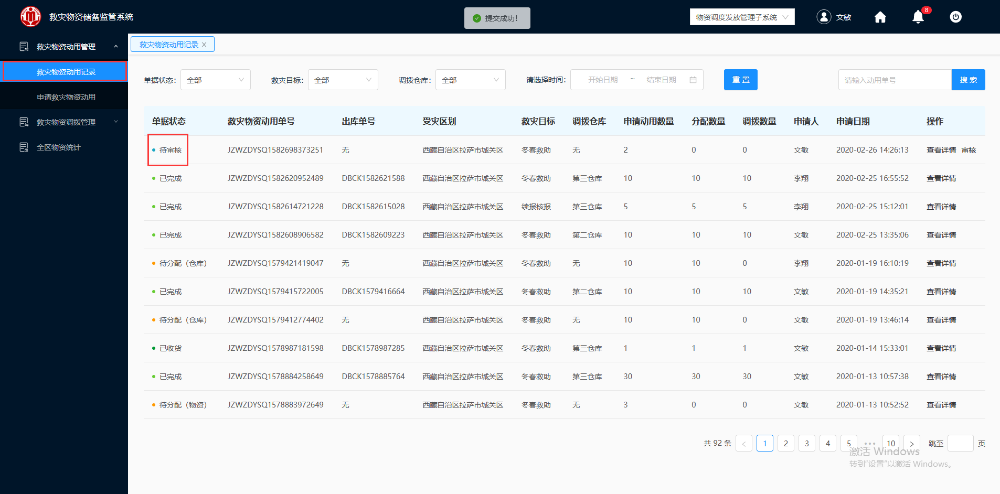 救灾物资储备监管系统
提交成功！
物资调度发放管理子系统
文敏
8
救灾物资动用管理
救灾物资动用记录
申请救灾物资动用
救灾物资调拨管理
全区物资统计
救灾物资动用记录
单据状态： 全部 救灾目标： 全部 调拨仓库： 全部 请选择时间： 开始日期 ~ 结束日期 重 置 请输入动用单号 搜 索
单据状态 救灾物资动用单号 出库单号 受灾区划 救灾目标 调拨仓库 申请动用数量 分配数量 调拨数量 申请人 申请日期 操作
待审核 JZWZDYSQ1582698373251 无 西藏自治区拉萨市城关区 冬春救助 无 2 0 0 文敏 2020-02-26 14:26:13 查看详情 审核
已完成 JZWZDYSQ1582620952489 DBCK1582621588 西藏自治区拉萨市城关区 冬春救助 第三仓库 10 10 10 李翔 2020-02-25 16:55:52 查看详情
已完成 JZWZDYSQ1582614721228 DBCK1582615028 西藏自治区拉萨市城关区 续报核报 第三仓库 5 5 5 李翔 2020-02-25 15:12:01 查看详情
已完成 JZWZDYSQ1582608906582 DBCK1582609223 西藏自治区拉萨市城关区 冬春救助 第二仓库 10 10 10 文敏 2020-02-25 13:35:06 查看详情
待分配（仓库） JZWZDYSQ1579421419047 无 西藏自治区拉萨市城关区 冬春救助 无 10 10 0 李翔 2020-01-19 16:10:19 查看详情
已完成 JZWZDYSQ1579415722005 DBCK1579416664 西藏自治区拉萨市城关区 冬春救助 第二仓库 10 10 10 文敏 2020-01-19 14:35:21 查看详情
待分配（仓库） JZWZDYSQ1579412774402 无 西藏自治区拉萨市城关区 冬春救助 无 10 10 0 文敏 2020-01-19 13:46:14 查看详情
已收货 JZWZDYSQ1578987181598 DBCK1578987285 西藏自治区拉萨市城关区 冬春救助 第三仓库 1 1 1 文敏 2020-01-14 15:33:01 查看详情
已完成 JZWZDYSQ1578884258649 DBCK1578885764 西藏自治区拉萨市城关区 冬春救助 第三仓库 30 30 30 文敏 2020-01-13 10:57:38 查看详情
待分配（物资） JZWZDYSQ1578883972649 无 西藏自治区拉萨市城关区 冬春救助 无 3 0 0 文敏 2020-01-13 10:52:52 查看详情
共 92 条 < 1 2 3 4 5 ••• 10 > 跳至 页
激活 Windows
转到"设置"以激活 Windows。